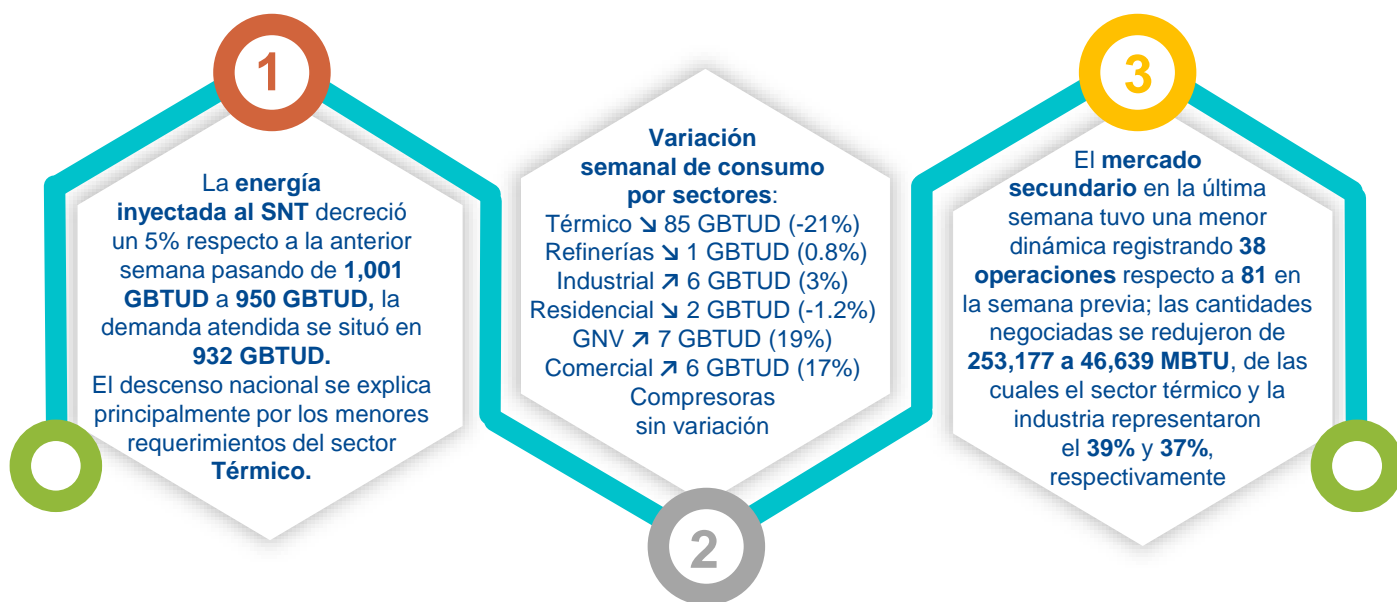 1
La energía
inyectada al SNT decreció
un 5% respecto a la anterior
semana pasando de 1,001
GBTUD a 950 GBTUD, la
demanda atendida se situó en
932 GBTUD.
El descenso nacional se explica
principalmente por los menores
requerimientos del sector
Térmico.
Variación
semanal de consumo
por sectores:
Térmico ↘ 85 GBTUD (-21%)
Refinerías ↘ 1 GBTUD (0.8%)
Industrial ↗ 6 GBTUD (3%)
Residencial ↘ 2 GBTUD (-1.2%)
GNV ↗ 7 GBTUD (19%)
Comercial ↗ 6 GBTUD (17%)
Compresoras
sin variación
2
3
El mercado
secundario en la última
semana tuvo una menor
dinámica registrando 38
operaciones respecto a 81 en
la semana previa; las cantidades
negociadas se redujeron de
253,177 a 46,639 MBTU, de las
cuales el sector térmico y la
industria representaron
el 39% y 37%,
respectivamente